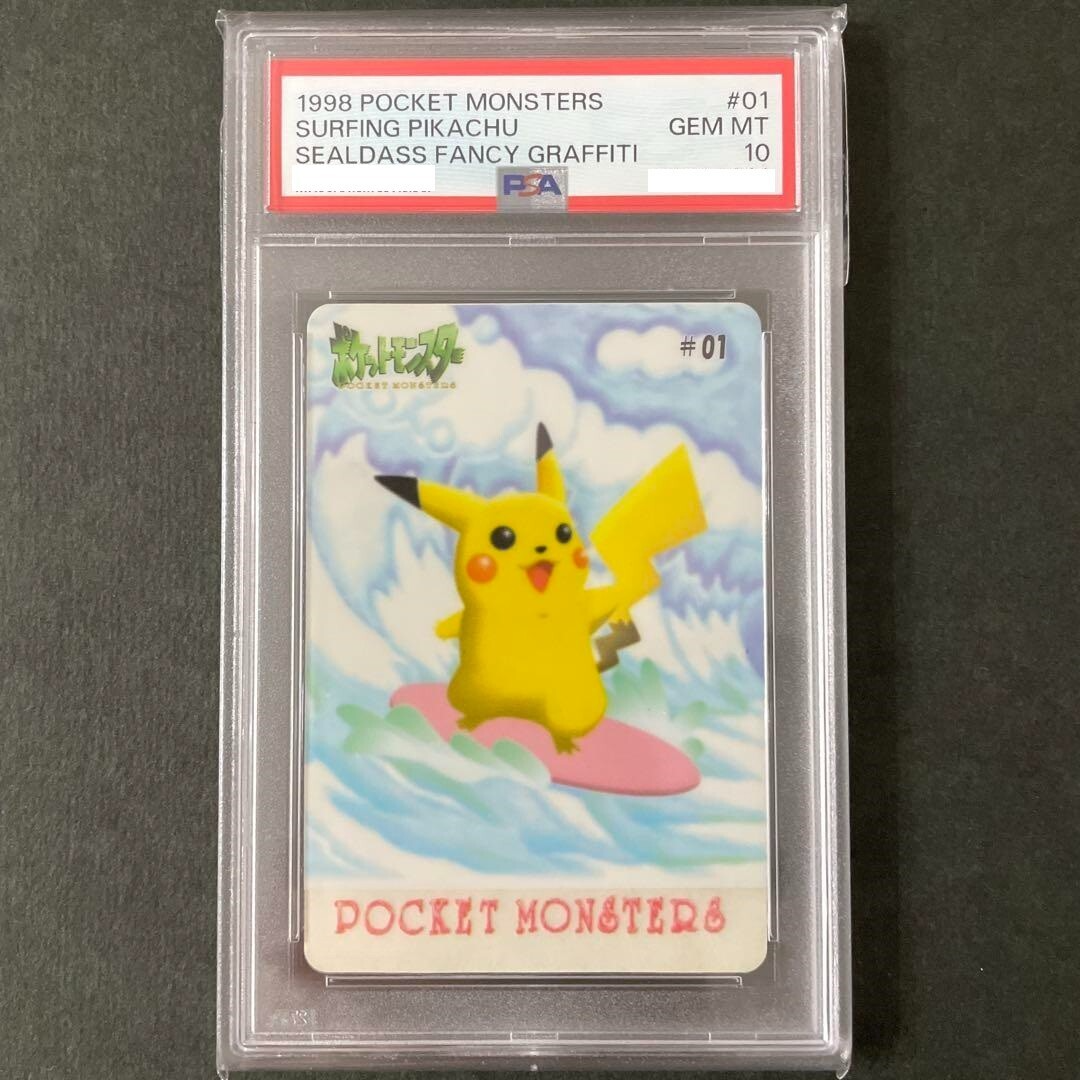 1998 POCKET MONSTERS #01
SURFING PIKACHU GEM MT
SEALDASS FANCY GRAFFITI 10
PSA
ポケットモンスター #01
POCKET MONSTERS
POCKET MONSTERS